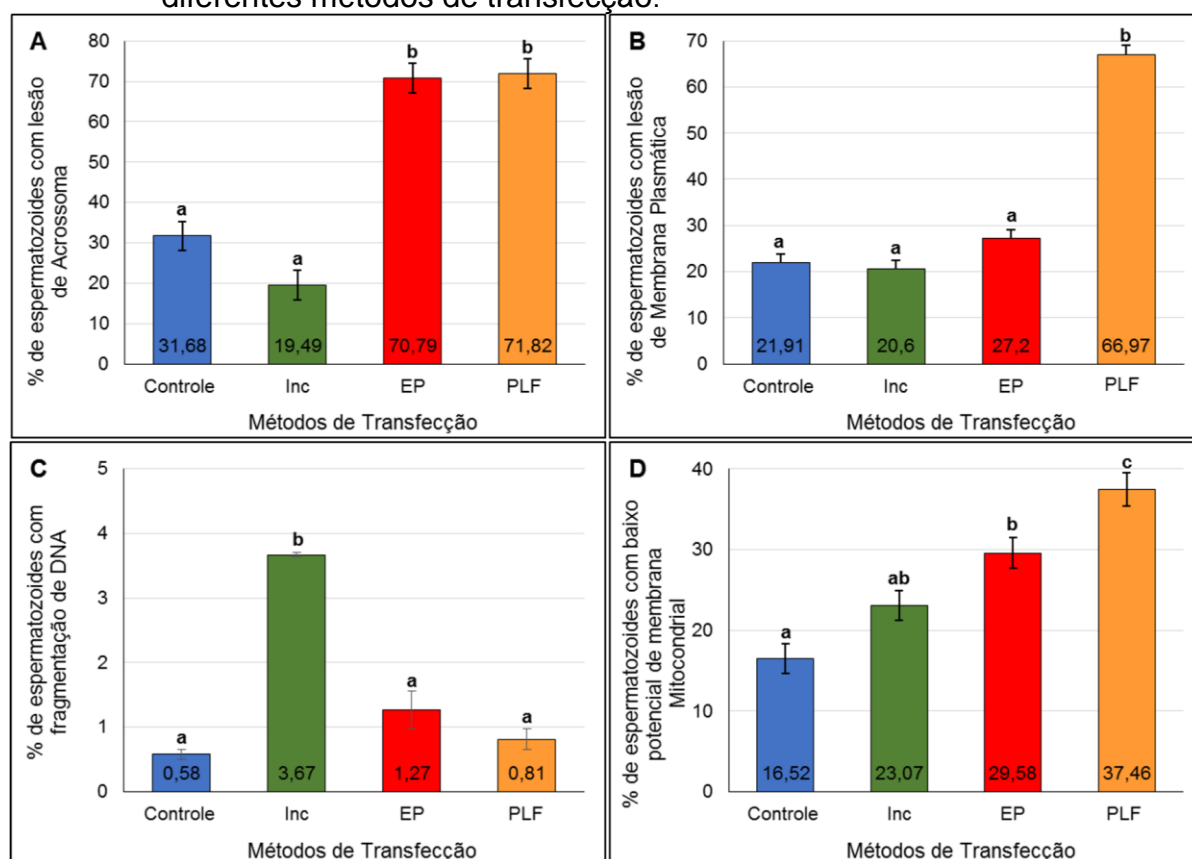 diferentes métodos de transfecção.
A
% de espermatozoides com lesão
de Acrossoma
80
70
60
50
40
30
20
10
0
a
a
b
b
31,68
19,49
70,79
71,82
Controle
Inc
EP
PLF
Métodos de Transfecção
B
% de espermatozoides com lesão
de Membrana Plasmática
70
60
50
40
30
20
10
0
a
a
a
b
21,91
20,6
27,2
66,97
Controle
Inc
EP
PLF
Métodos de Transfecção
C
% de espermatozoides com
fragmentação de DNA
5
4
3
2
1
0
a
b
a
a
0,58
3,67
1,27
0,81
Controle
Inc
EP
PLF
Métodos de Transfecção
D
% de espermatozoides com baixo
potencial de membrana
Mitocondrial
40
30
20
10
0
a
ab
b
c
16,52
23,07
29,58
37,46
Controle
Inc
EP
PLF
Métodos de Transfecção